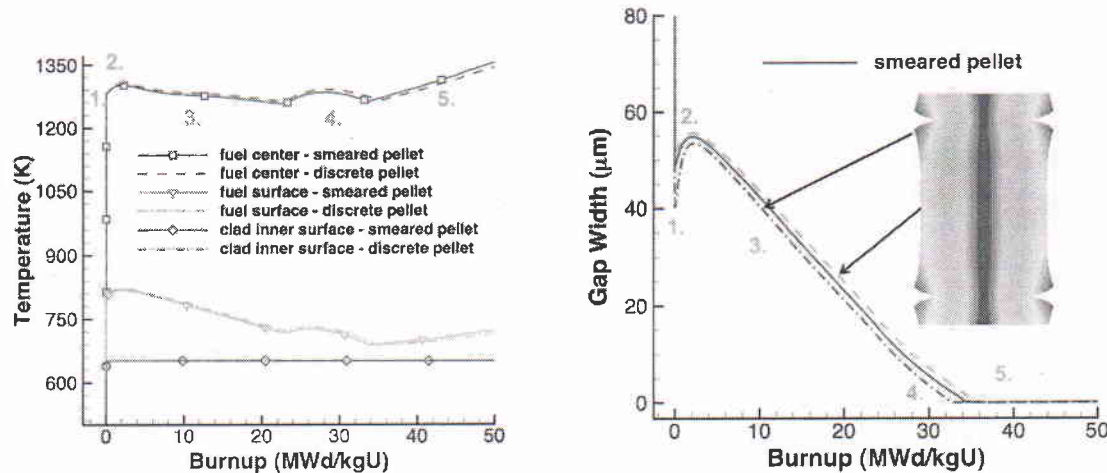 1350
1200
1050
900
750
600
Temperature (K)
2.
1.
3.
4.
5.
fuel center - smeared pellet
fuel center - discrete pellet
fuel surface - smeared pellet
fuel surface - discrete pellet
clad inner surface - smeared pellet
clad inner surface - discrete pellet
0 10 20 30 40 50
Burnup (MWd/kgU)
80
60
40
20
0
Gap Width (μm)
smeared pellet
2.
1.
3.
4.
5.
0 10 20 30 40 50
Burnup (MWd/kgU)